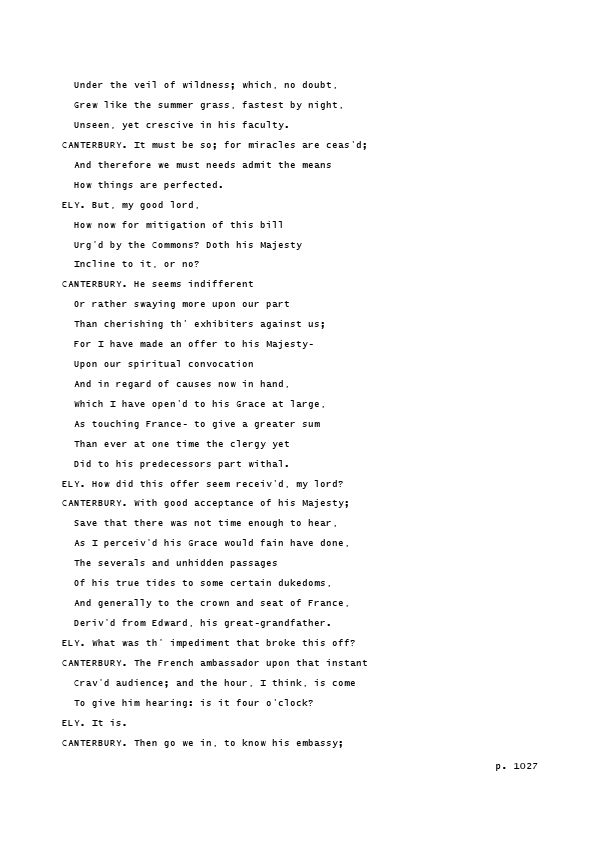 Under the veil of wildness; which, no doubt,
Grew like the summer grass, fastest by night,
Unseen, yet crescive in his faculty.
CANTERBURY. It must be so; for miracles are ceas'd;
And therefore we must needs admit the means
How things are perfected.
ELY. But, my good lord,
How now for mitigation of this bill
Urg'd by the Commons? Doth his Majesty
Incline to it, or no?
CANTERBURY. He seems indifferent
Or rather swaying more upon our part
Than cherishing th' exhibiters against us;
For I have made an offer to his Majesty-
Upon our spiritual convocation
And in regard of causes now in hand,
Which I have open'd to his Grace at large,
As touching France- to give a greater sum
Than ever at one time the clergy yet
Did to his predecessors part withal.
ELY. How did this offer seem receiv'd, my lord?
CANTERBURY. With good acceptance of his Majesty;
Save that there was not time enough to hear,
As I perceiv'd his Grace would fain have done,
The severals and unhidden passages
Of his true tides to some certain dukedoms,
And generally to the crown and seat of France,
Deriv'd from Edward, his great-grandfather.
ELY. What was th' impediment that broke this off?
CANTERBURY. The French ambassador upon that instant
Crav'd audience; and the hour, I think, is come
To give him hearing: is it four o'clock?
ELY. It is.
CANTERBURY. Then go we in, to know his embassy;
p. 1027